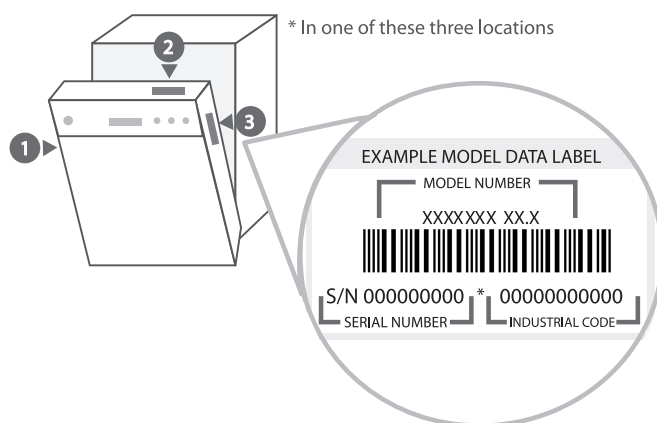 * In one of these three locations
2
1
3
EXAMPLE MODEL DATA LABEL
MODEL NUMBER
XXXXXXX XX.X
S/N 000000000 * 00000000000
SERIAL NUMBER INDUSTRIAL CODE